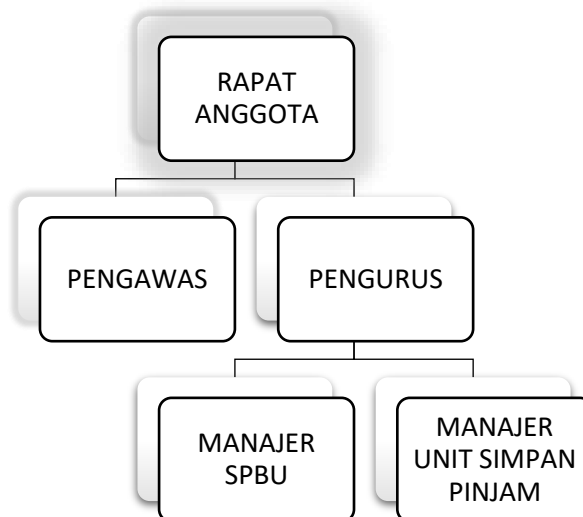 RAPAT
ANGGOTA
PENGAWAS
PENGURUS
MANAJER
SPBU
MANAJER
UNIT SIMPAN
PINJAM